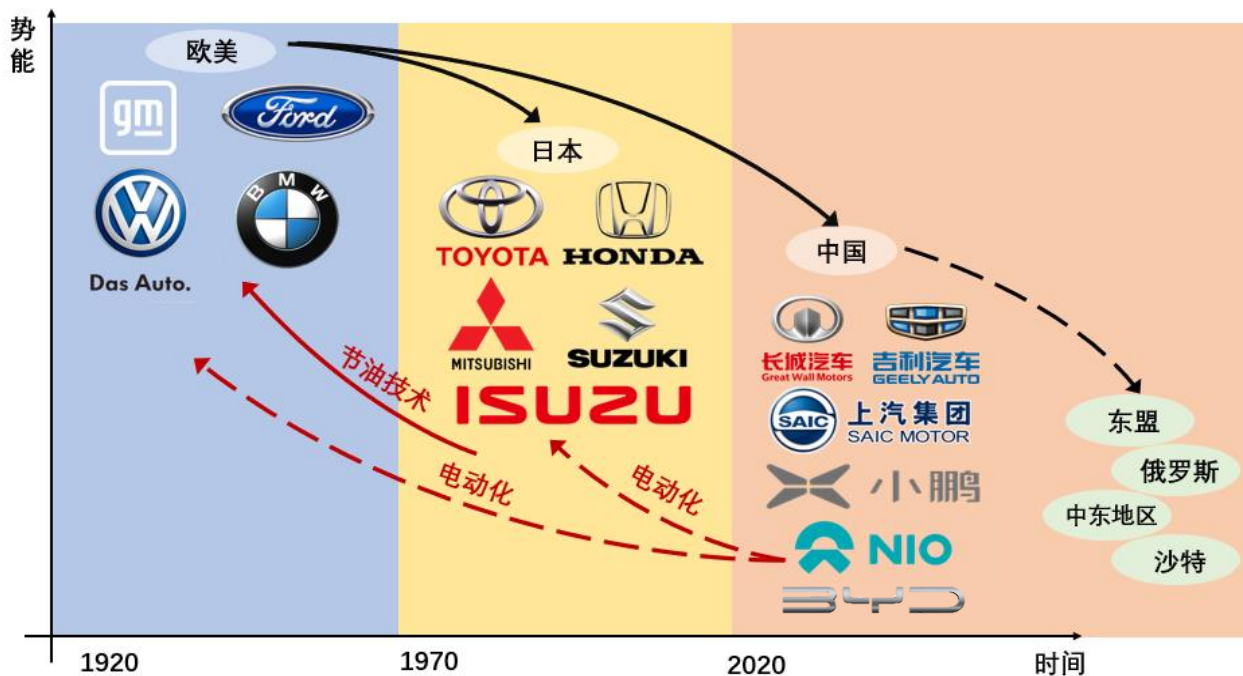 势能
欧美
gm
Ford
BMW
Das Auto.
日本
TOYOTA
HONDA
MITSUBISHI
SUZUKI
ISUZU
节油技术
电动化
电动化
中国
长城汽车
Great Wall Motors
吉利汽车
GEELY AUTO
SAIC
上汽集团
SAIC MOTOR
小鹏
NIO
BYD
东盟
俄罗斯
中东地区
沙特
1920
1970
2020
时间